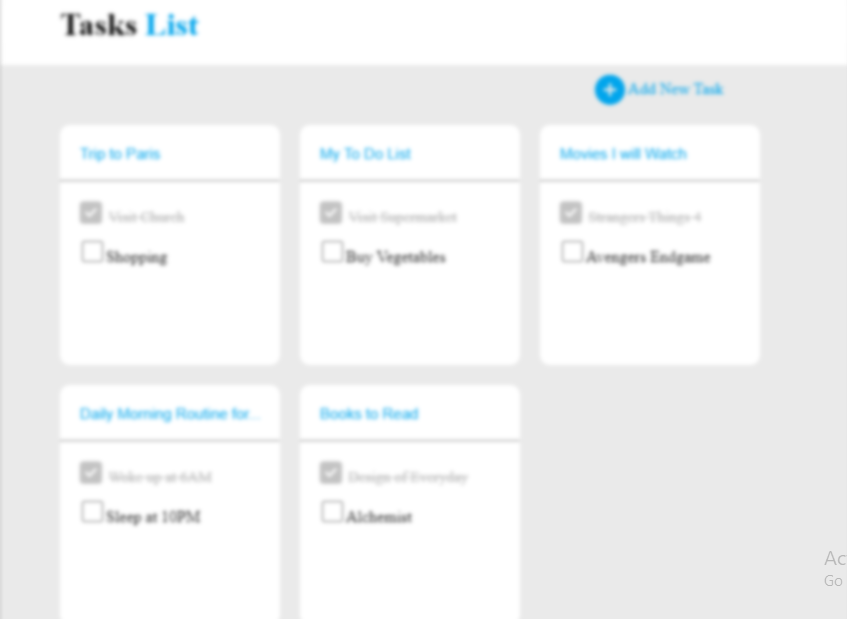 Tasks List
Add New Task
Trip to Paris
Visit Church
Shopping
My To Do List
Visit Supermarket
Buy Vegetables
Movies I will Watch
Strangers Things 4
Avengers Endgame
Daily Morning Routine for...
Woke up at 6AM
Sleep at 10PM
Books to Read
Design of Everyday
Alchemist
Go